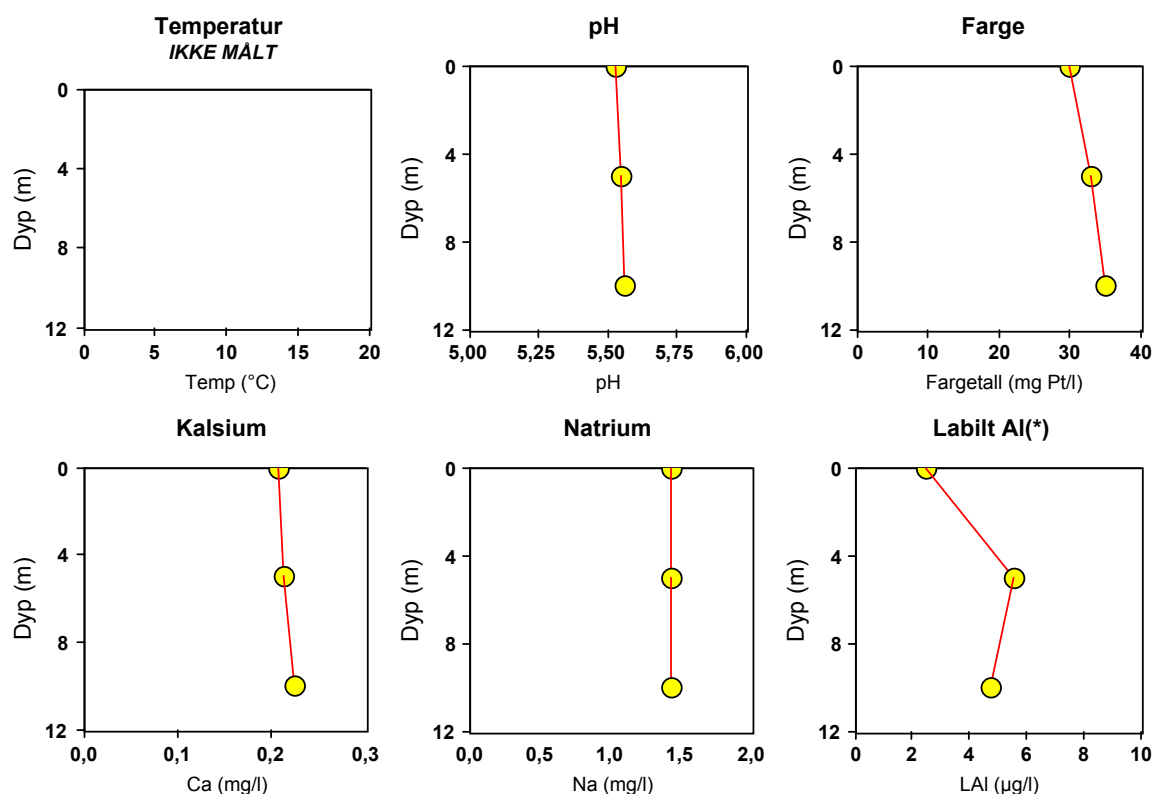 Temperatur
IKKE MÅLT
0
4
8
12
Dyp (m)
0 5 10 15 20
Temp (°C)
pH
0
4
8
12
Dyp (m)
5,00 5,25 5,50 5,75 6,00
pH
Farge
0
4
8
12
Dyp (m)
0 10 20 30 40
Fargetall (mg Pt/l)
Kalsium
0
4
8
12
Dyp (m)
0,0 0,1 0,2 0,3
Ca (mg/l)
Natrium
0
4
8
12
Dyp (m)
0,0 0,5 1,0 1,5 2,0
Na (mg/l)
Labilt Al(*)
0
4
8
12
Dyp (m)
0 2 4 6 8 10
LAl (µg/l)